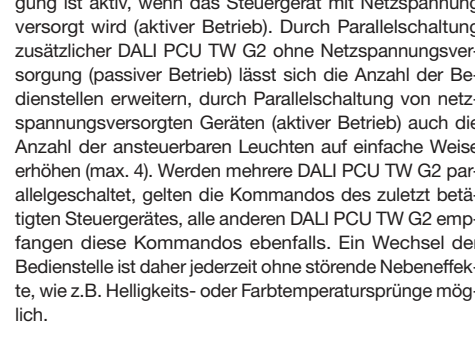 gung ist aktiv, wenn das Steuergerät mit Netzspannung
versorgt wird (aktiver Betrieb). Durch Parallelschaltung
zusätzlicher DALI PCU TW G2 ohne Netzspannungsver-
sorgung (passiver Betrieb) lässt sich die Anzahl der Be-
dienstellen erweitern, durch Parallelschaltung von netz-
spannungsversorgten Geräten (aktiver Betrieb) auch die
Anzahl der ansteuerbaren Leuchten auf einfache Weise
erhöhen (max. 4). Werden mehrere DALI PCU TW G2 par-
allelgeschaltet, gelten die Kommandos des zuletzt betä-
tigten Steuergerätes, alle anderen DALI PCU TW G2 emp-
fangen diese Kommandos ebenfalls. Ein Wechsel der
Bedienstelle ist daher jederzeit ohne störende Nebeneffek-
te, wie z.B. Helligkeits- oder Farbtemperatursprünge mög-
lich.